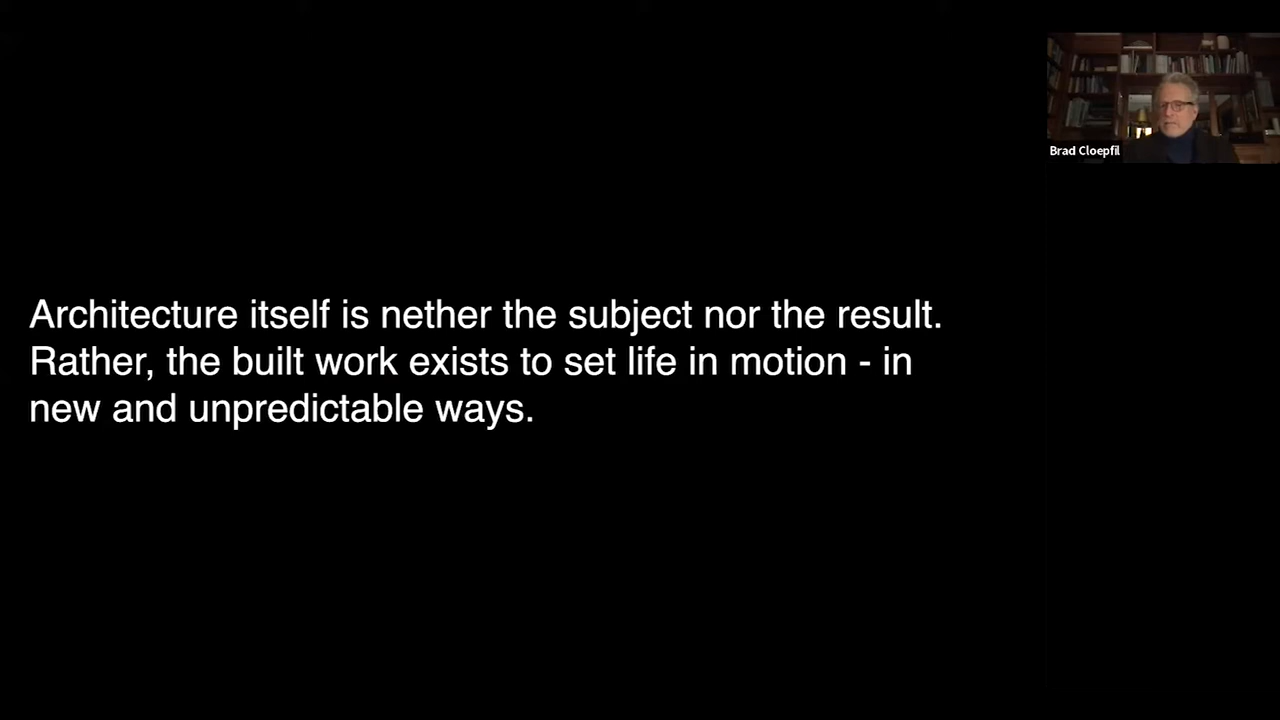 Brad Cloepfil
Architecture itself is nether the subject nor the result.
Rather, the built work exists to set life in motion - in
new and unpredictable ways.